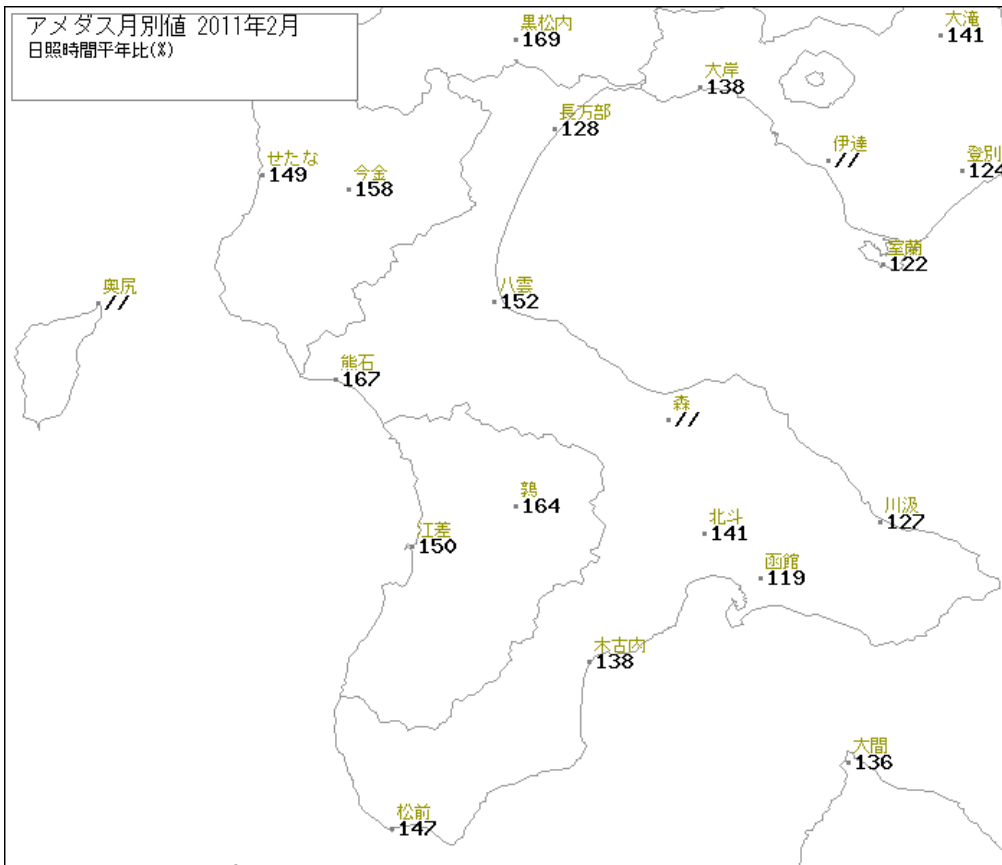 アメダス月別値 2011年2月
日照時間平年比(%)
黒松内
169
大滝
141
大岸
138
長万部
128
伊達
//
登別
124
せたな
149
今金
158
室蘭
122
奥尻
//
八雲
152
熊石
167
森
//
鶉
164
川汲
127
北斗
141
江差
150
函館
119
木古内
138
大間
136
松前
147